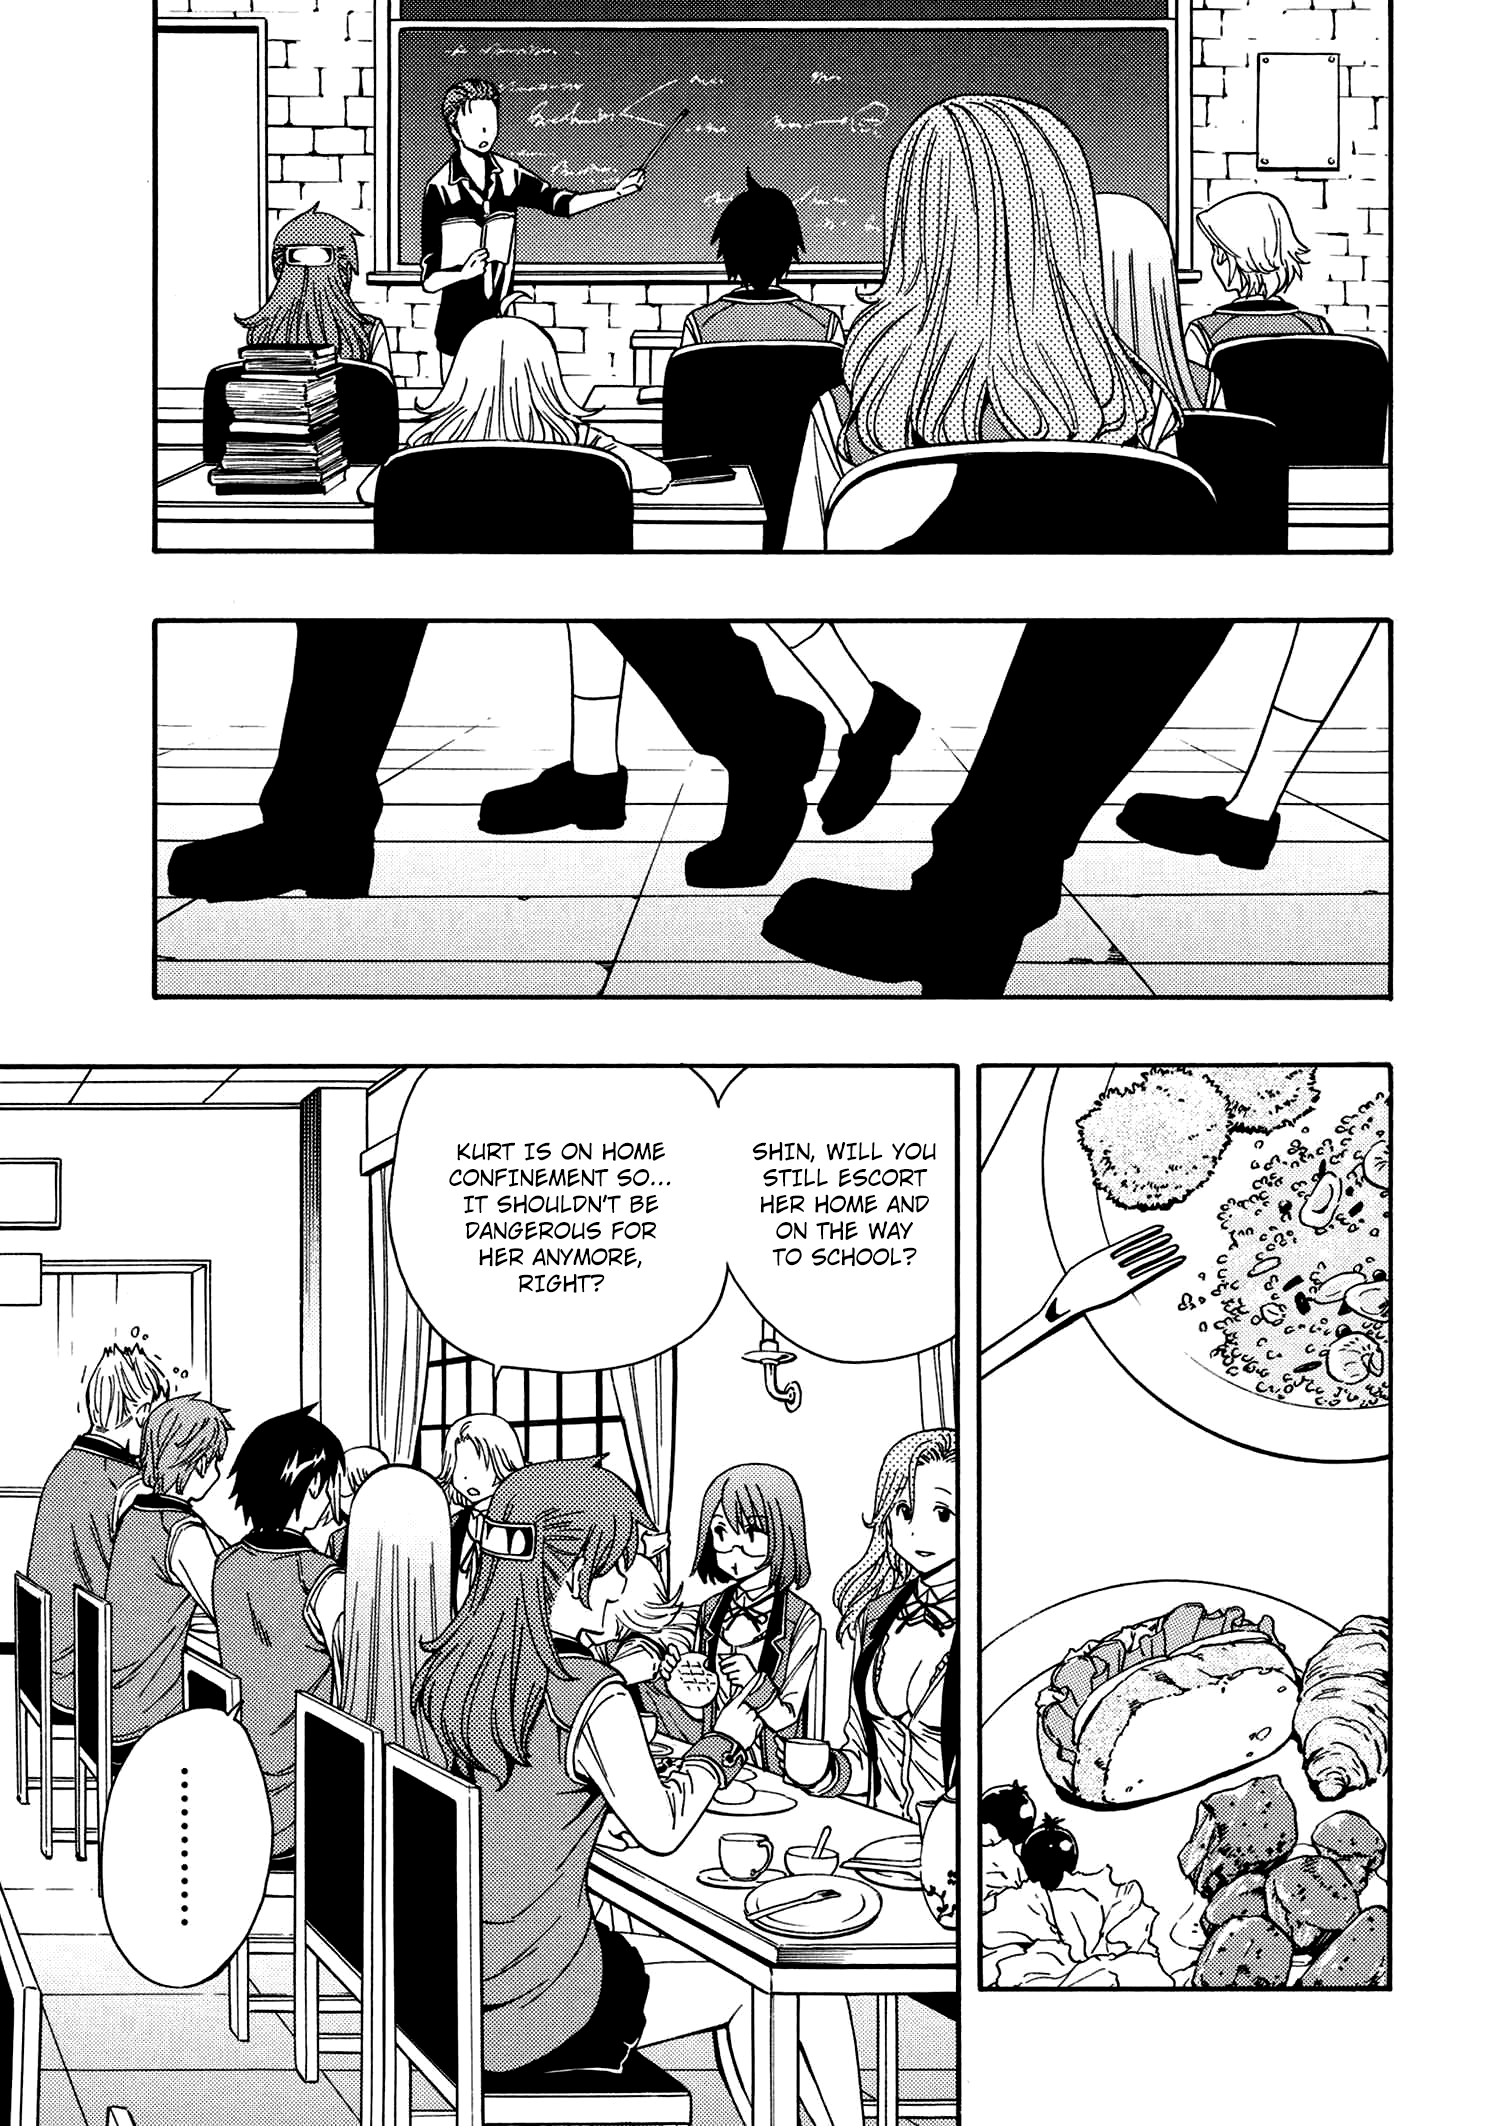 SHIN, WILL YOU
STILL ESCORT
HER HOME AND
ON THE WAY
TO SCHOOL?
KURT IS ON HOME
CONFINEMENT SO...
IT SHOULDN'T BE
DANGEROUS FOR
HER ANYMORE,
RIGHT?
.........